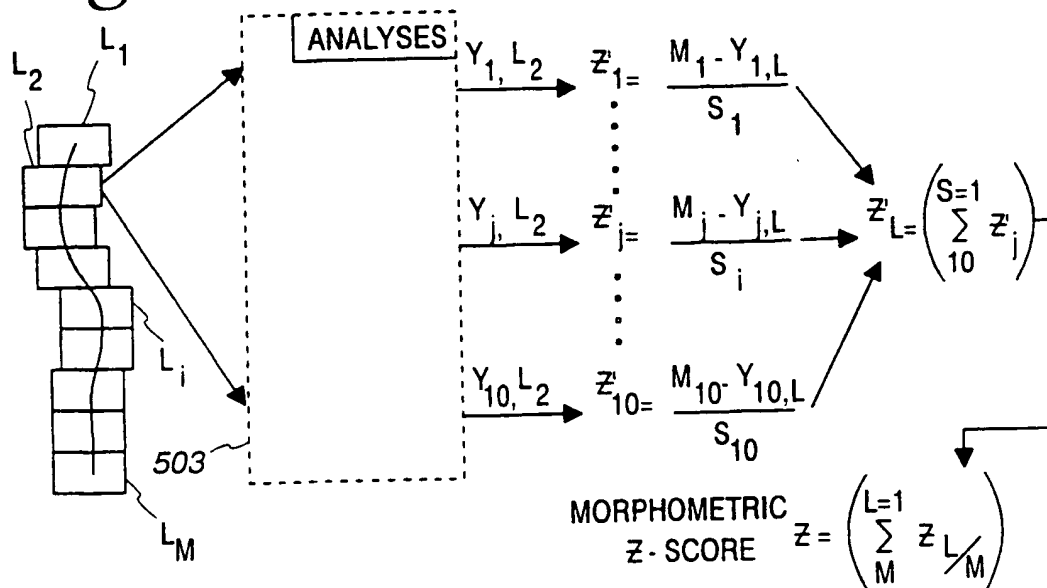 L1
L2
ANALYSES
Y1, L2
Z'1= M1 - Y1,L / S1
Yj, L2
Z'j= Mj - Yj,L / Si
Z'L= (S=1 ∑ 10 Z'j)
Li
Y10, L2
Z'10= M10 - Y10,L / S10
503
LM
MORPHOMETRIC
Z - SCORE Z = (L=1 ∑ M Z L/M)